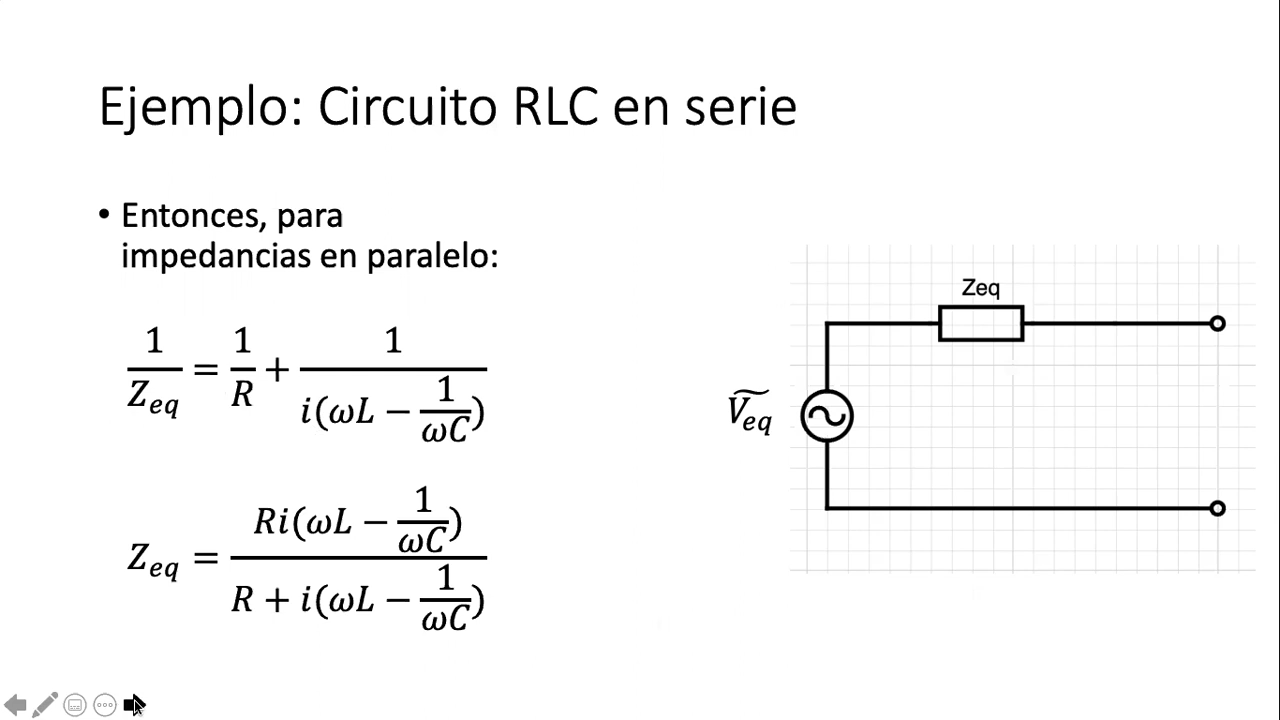 Ejemplo: Circuito RLC en serie
• Entonces, para
impedancias en paralelo:
1/Z_eq = 1/R + 1/(i(ωL − 1/(ωC)))
Z_eq = Ri(ωL − 1/(ωC)) / (R + i(ωL − 1/(ωC)))
Zeq
Ṽ_eq